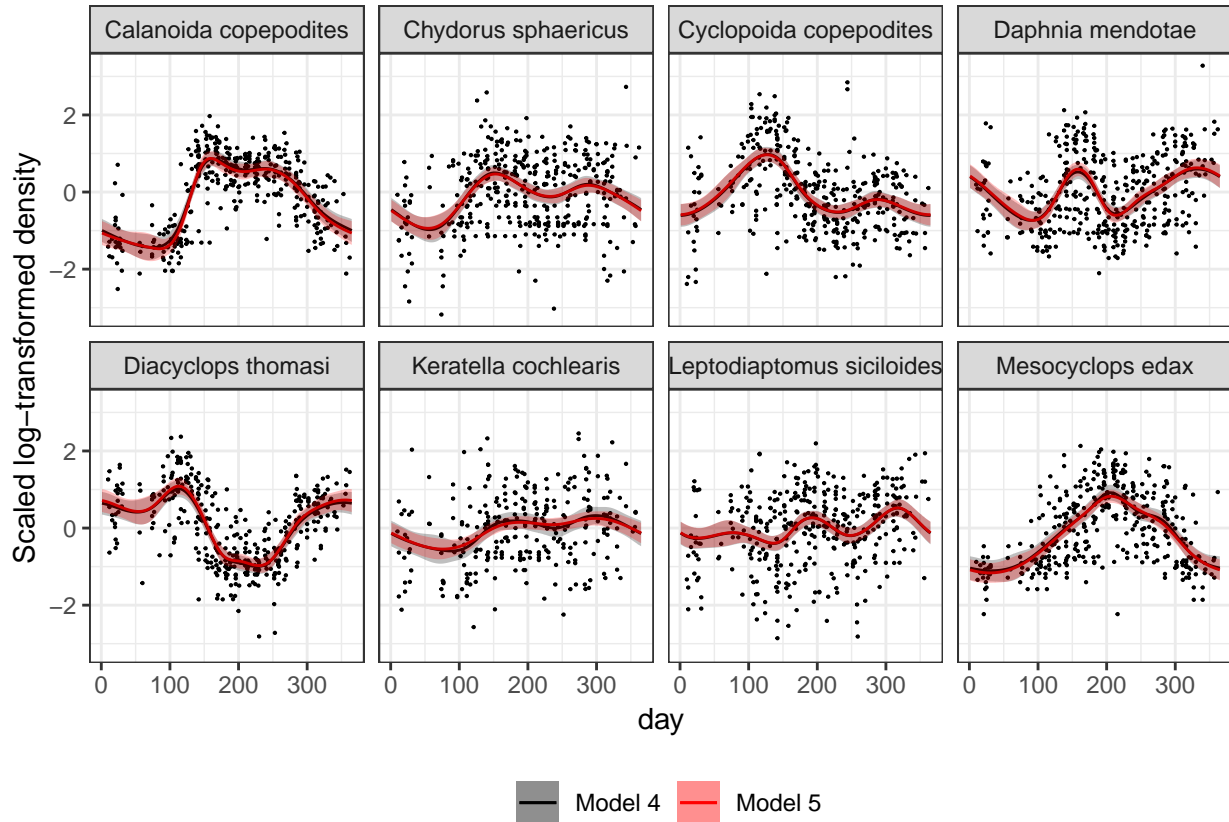 Calanoida copepodites Chydorus sphaericus Cyclopoida copepodites Daphnia mendotae
2
0
−2
Diacyclops thomasi Keratella cochlearis Leptodiaptomus siciloides Mesocyclops edax
2
0
−2
Scaled log−transformed density
0 100 200 300 0 100 200 300 0 100 200 300 0 100 200 300
day
Model 4 Model 5